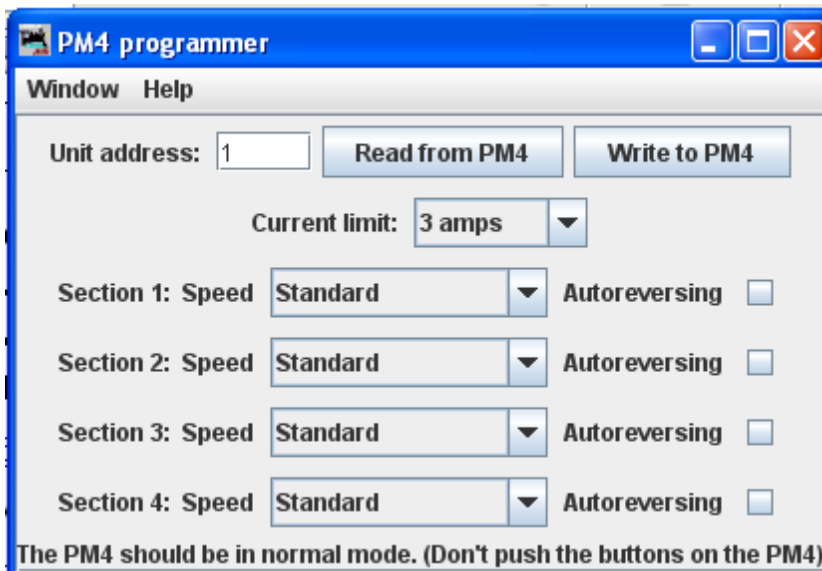 PM4 programmer
Window Help
Unit address: 1 Read from PM4 Write to PM4
Current limit: 3 amps
Section 1: Speed Standard Autoreversing
Section 2: Speed Standard Autoreversing
Section 3: Speed Standard Autoreversing
Section 4: Speed Standard Autoreversing
The PM4 should be in normal mode. (Don't push the buttons on the PM4)